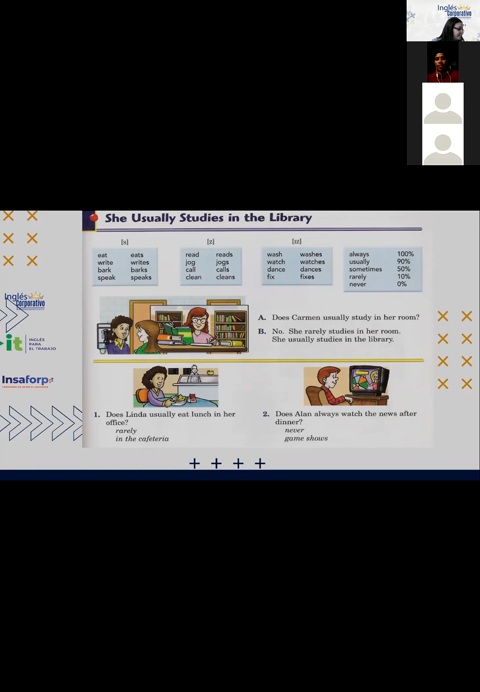 Inglés
Corporativo
She Usually Studies in the Library
[s]
eat eats
write writes
bark barks
speak speaks
[z]
read reads
jog jogs
call calls
clean cleans
[ɪz]
wash washes
watch watches
dance dances
fix fixes
always 100%
usually 90%
sometimes 50%
rarely 10%
never 0%
Inglés
Corporativo
it INGLÉS
PARA
EL TRABAJO
Insaforp
A. Does Carmen usually study in her room?
B. No. She rarely studies in her room.
She usually studies in the library.
1. Does Linda usually eat lunch in her
office?
rarely
in the cafeteria
2. Does Alan always watch the news after
dinner?
never
game shows